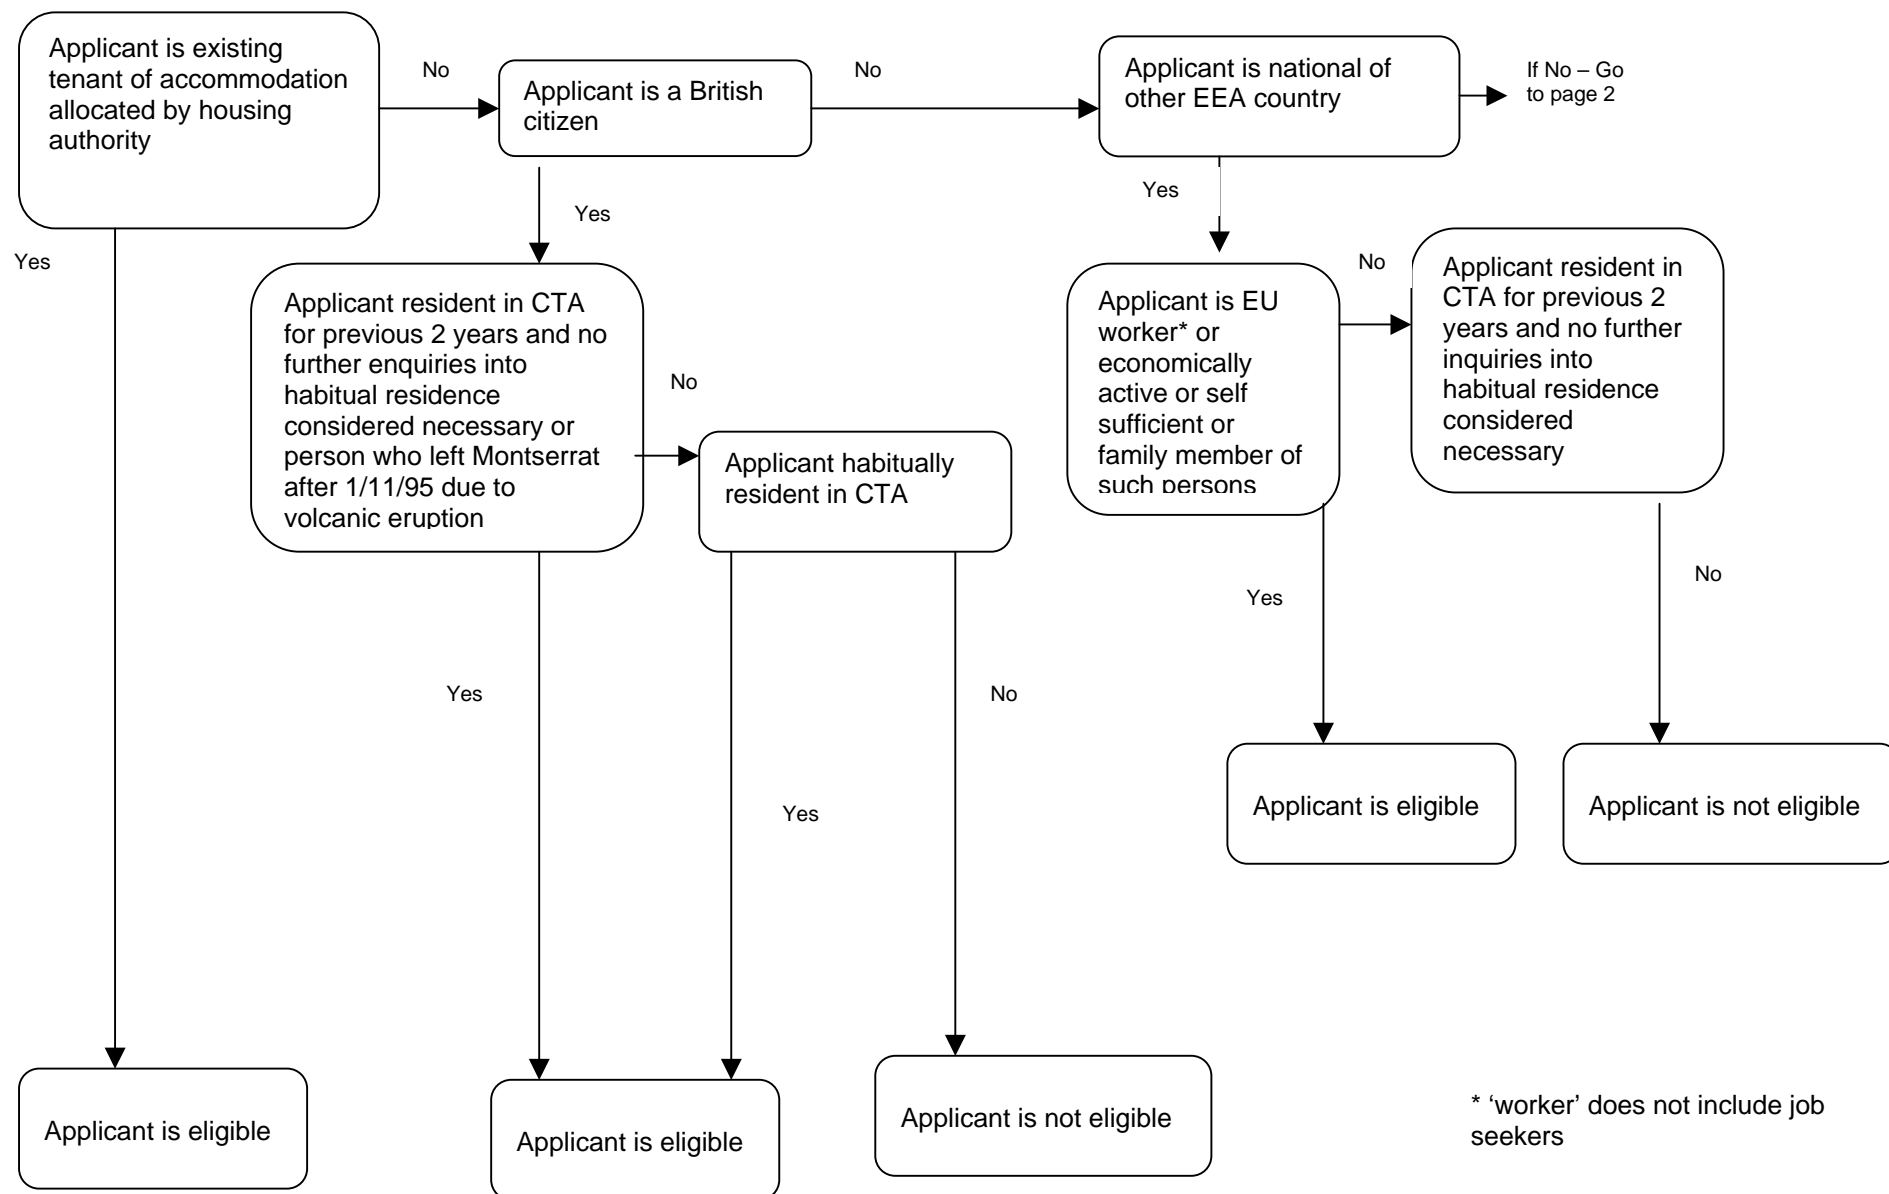 Applicant is existing
tenant of accommodation
allocated by housing
authority
No
Applicant is a British
citizen
No
Applicant is national of
other EEA country
If No – Go
to page 2
Yes
Yes
Yes
Applicant resident in CTA
for previous 2 years and no
further enquiries into
habitual residence
considered necessary or
person who left Montserrat
after 1/11/95 due to
volcanic eruption
No
Applicant habitually
resident in CTA
Applicant is EU
worker* or
economically
active or self
sufficient or
family member of
such persons
No
Applicant resident in
CTA for previous 2
years and no further
inquiries into
habitual residence
considered
necessary
Yes
Yes
No
Yes
No
Applicant is eligible
Applicant is not eligible
Applicant is eligible
Applicant is eligible
Applicant is not eligible
* ‘worker’ does not include job
seekers